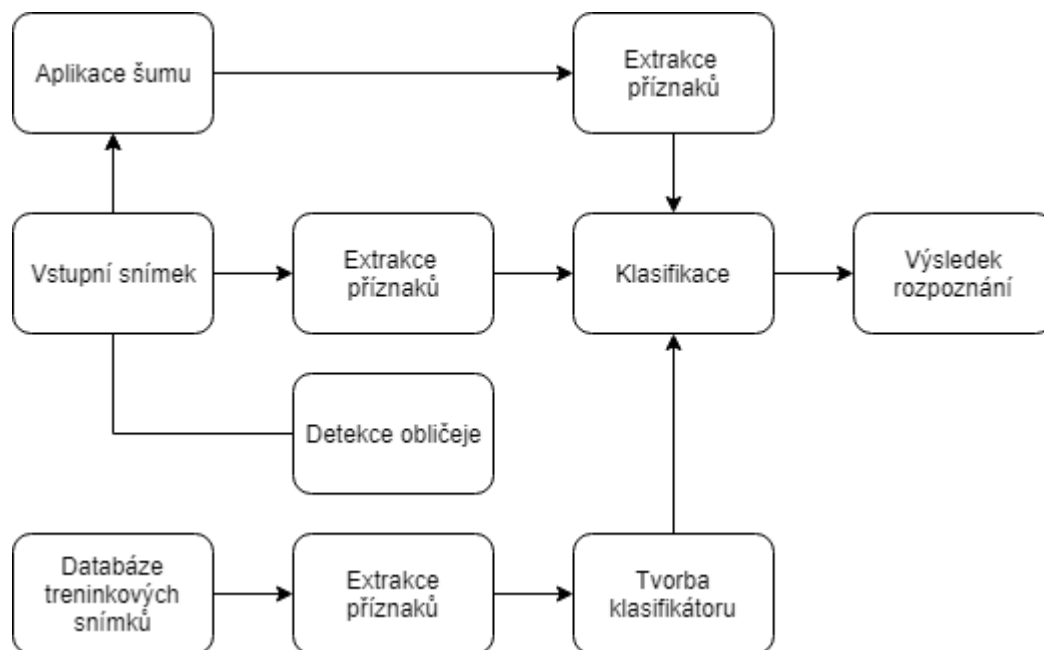 Aplikace šumu
Extrakce
příznaků
Vstupní snímek
Extrakce
příznaků
Klasifikace
Výsledek
rozpoznání
Detekce obličeje
Databáze
treninkových
snímků
Extrakce
příznaků
Tvorba
klasifikátoru